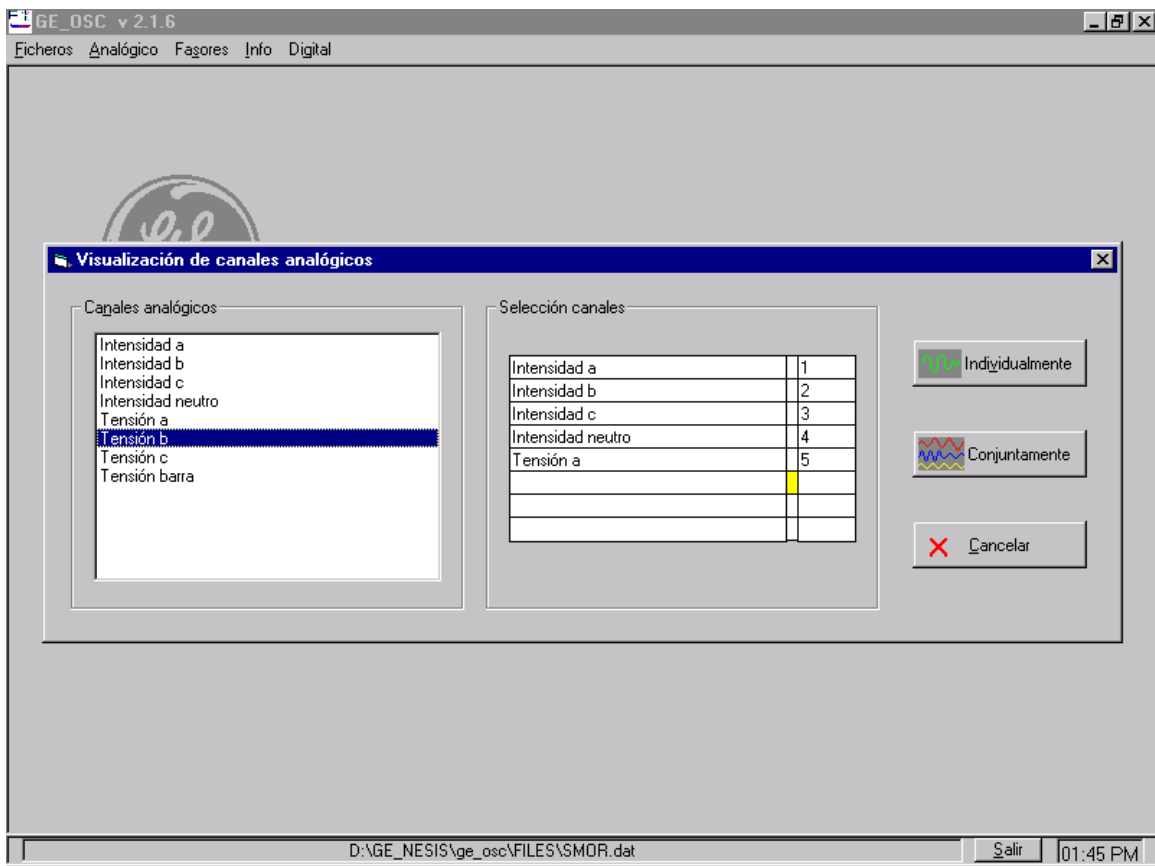 GE_OSC v 2.1.6
Ficheros Analógico Fasores Info Digital
Visualización de canales analógicos
Canales analógicos
Intensidad a
Intensidad b
Intensidad c
Intensidad neutro
Tensión a
Tensión b
Tensión c
Tensión barra
Selección canales
Intensidad a 1
Intensidad b 2
Intensidad c 3
Intensidad neutro 4
Tensión a 5
Individualmente
Conjuntamente
Cancelar
D:\GE_NESIS\ge_osc\FILES\SMOR.dat
Salir
01:45 PM